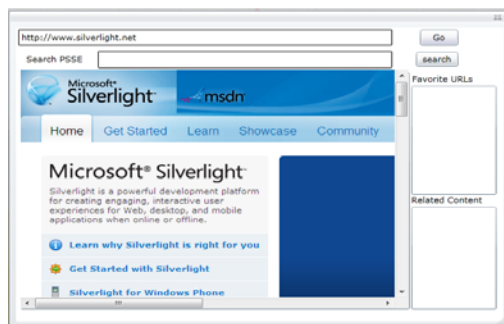 http://www.silverlight.net
Go
Search PSSE
search
Microsoft®
Silverlight™
msdn
Favorite URLs
Home Get Started Learn Showcase Community
Microsoft® Silverlight™
Silverlight is a powerful development platform
for creating engaging, interactive user
experiences for Web, desktop, and mobile
applications when online or offline.
Learn why Silverlight is right for you
Get Started with Silverlight
Silverlight for Windows Phone
Related Content